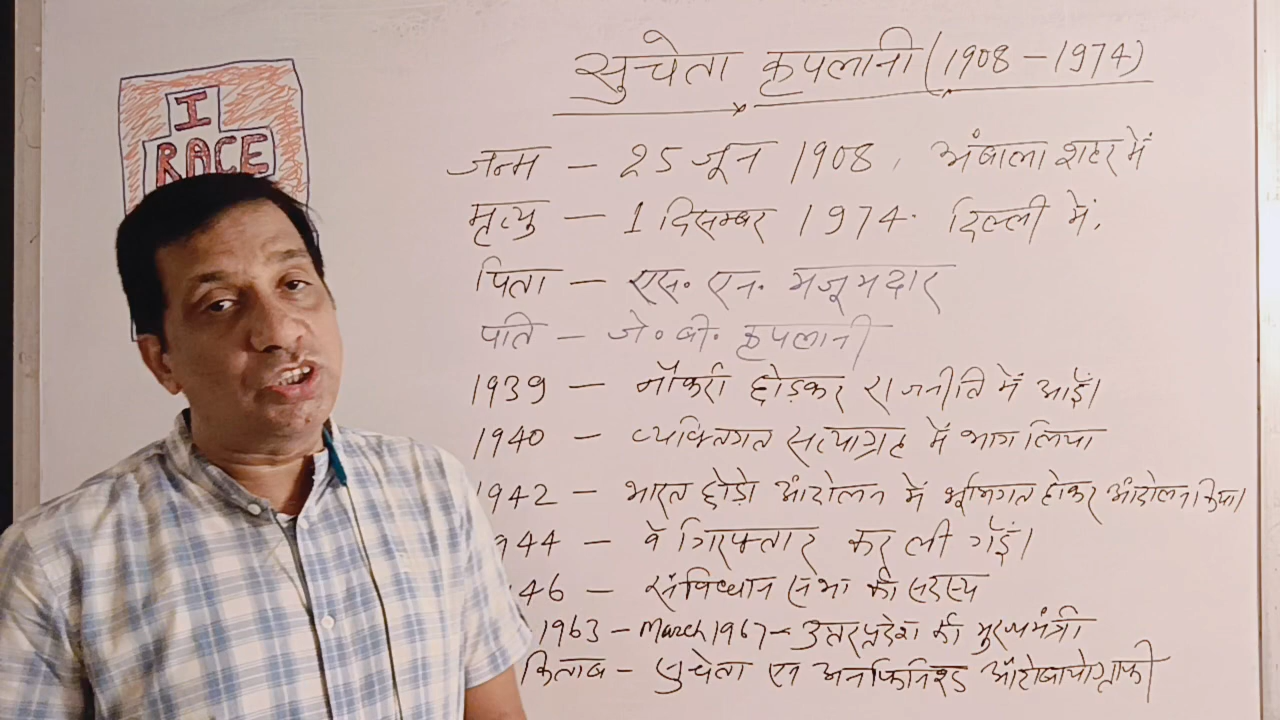 I
RACE
सुचेता कृपलानी (1908 – 1974)
जन्म – 25 जून 1908, अंबाला शहर में
मृत्यु – 1 दिसम्बर 1974. दिल्ली में.
पिता – एस. एन. मजूमदार
पति – जे. बी. कृपलानी
1939 – नौकरी छोड़कर राजनीति में आईं।
1940 – व्यक्तिगत सत्याग्रह में भाग लिया
1942 – भारत छोडो आंदोलन में भूमिगत होकर आंदोलन किया।
944 – वे गिरफ्तार कर ली गईं।
46 – संविधान सभा की सदस्य
1963 – March 1967 – उत्तरप्रदेश की मुख्यमंत्री
किताब – सुचेता एन अनफिनिश्ड ऑटोबायोग्राफी